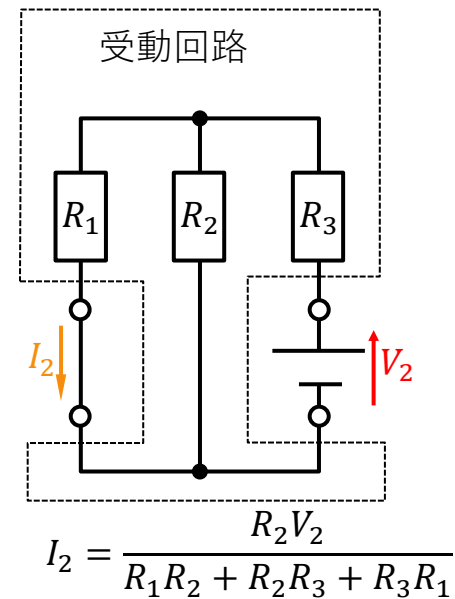 受動回路
R₁ R₂ R₃
I₂ V₂
I₂ = R₂V₂ / (R₁R₂ + R₂R₃ + R₃R₁)